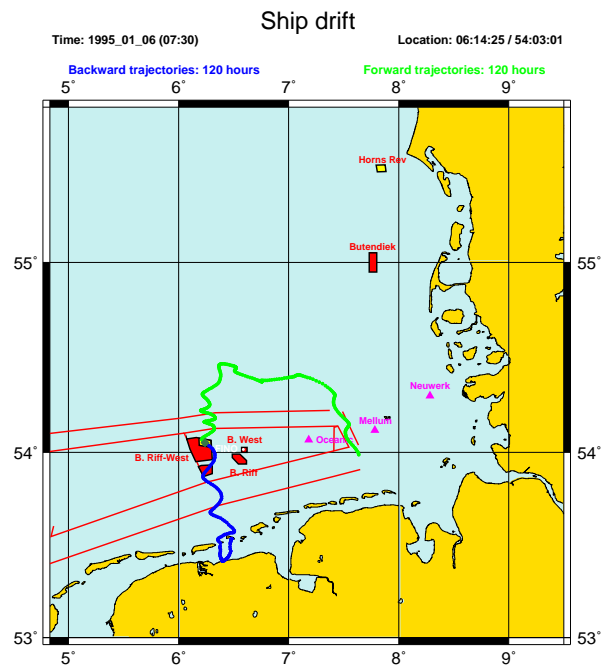 Ship drift
Time: 1995_01_06 (07:30) Location: 06:14:25 / 54:03:01
Backward trajectories: 120 hours Forward trajectories: 120 hours
5° 6° 7° 8° 9°
Horns Rev
Butendiek
55° 55°
Neuwerk
Mellum
B. West Oceanic
54° 54°
B. Riff-West
B. Riff
53° 53°
5° 6° 7° 8° 9°